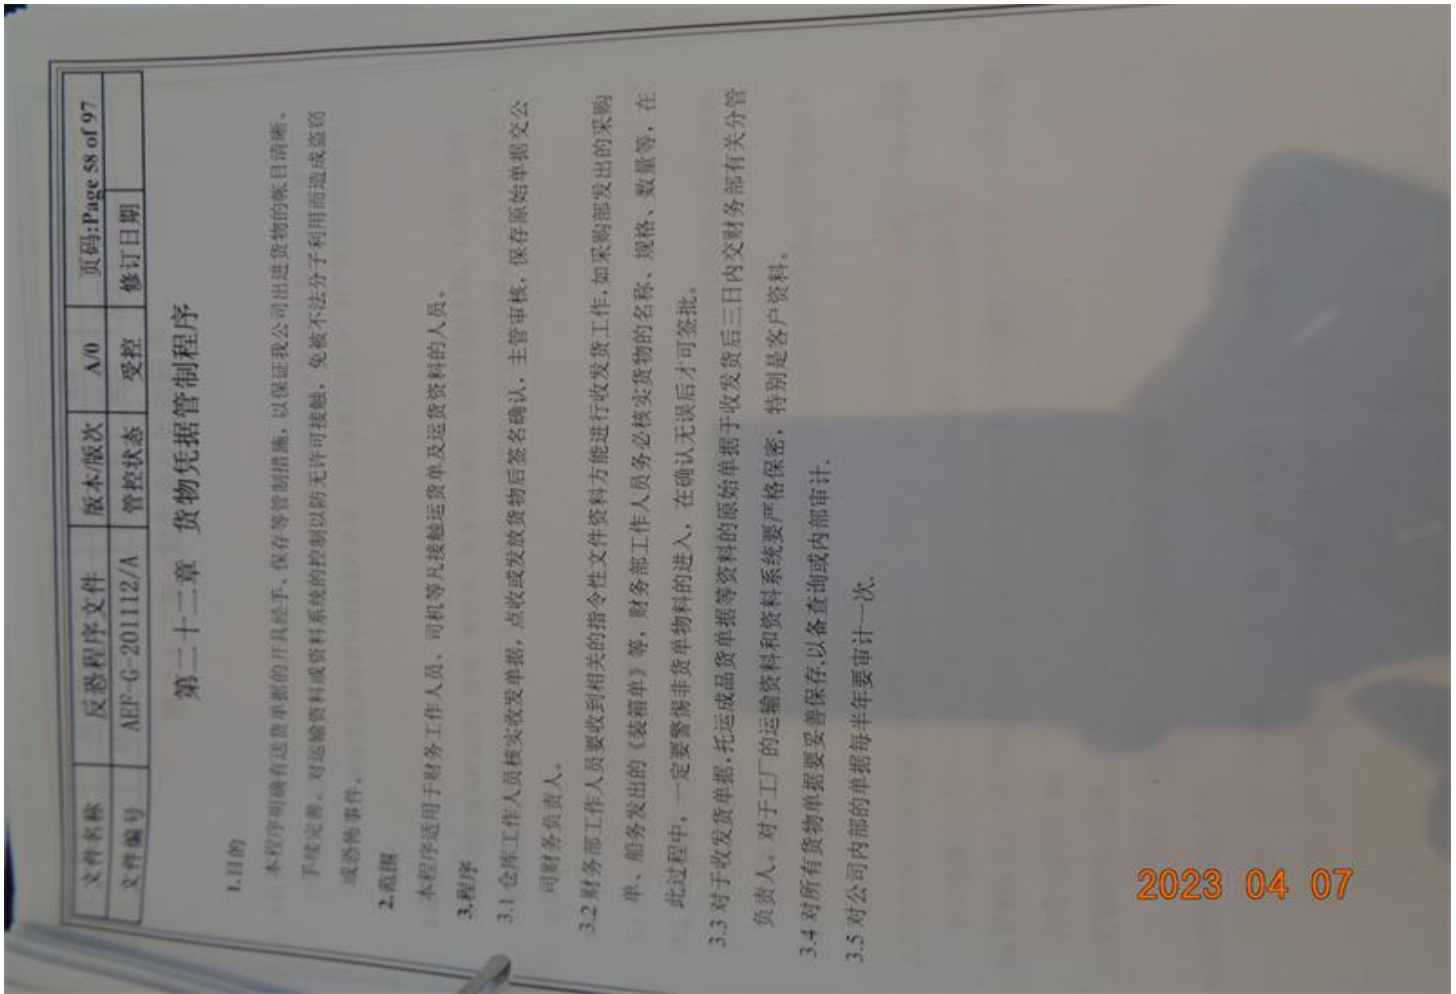 文件名称 反恐程序文件 版本/版次 A/0 页码:Page 58 of 97
文件编号 AEF-G-201112/A 管控状态 受控 修订日期
第二十二章 货物凭据管制程序
1.目的
本程序明确有送货单据的开具经手、保存等管制措施，以保证我公司出进货物的帐目清晰、
手续完善。对运输资料或资料系统的控制以防无许可接触，免被不法分子利用而造成盗窃
或恐怖事件。
2.范围
本程序适用于财务工作人员、司机等凡接触运货单及运货资料的人员。
3.程序
3.1 仓库工作人员核实收发单据，点收或发放货物后签名确认，主管审核，保存原始单据交公
司财务负责人。
3.2 财务部工作人员要收到相关的指令性文件资料方能进行收发货工作,如采购部发出的采购
单、船务发出的《装箱单》等，财务部工作人员务必核实货物的名称、规格、数量等，在
此过程中，一定要警惕非货单物料的进入，在确认无误后才可签批。
3.3 对于收发货单据,托运成品货单据等资料的原始单据于收发货后三日内交财务部有关分管
负责人。对于工厂的运输资料和资料系统要严格保密，特别是客户资料。
3.4 对所有货物单据要妥善保存,以备查询或内部审计.
3.5 对公司内部的单据每半年要审计一次.
2023 04 07